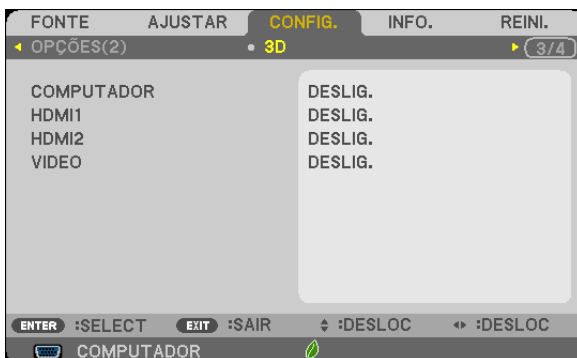 FONTE AJUSTAR CONFIG. INFO. REINI.
OPÇÕES(2) 3D 3/4
COMPUTADOR DESLIG.
HDMI1 DESLIG.
HDMI2 DESLIG.
VIDEO DESLIG.
ENTER :SELECT EXIT :SAIR :DESLOC :DESLOC
COMPUTADOR